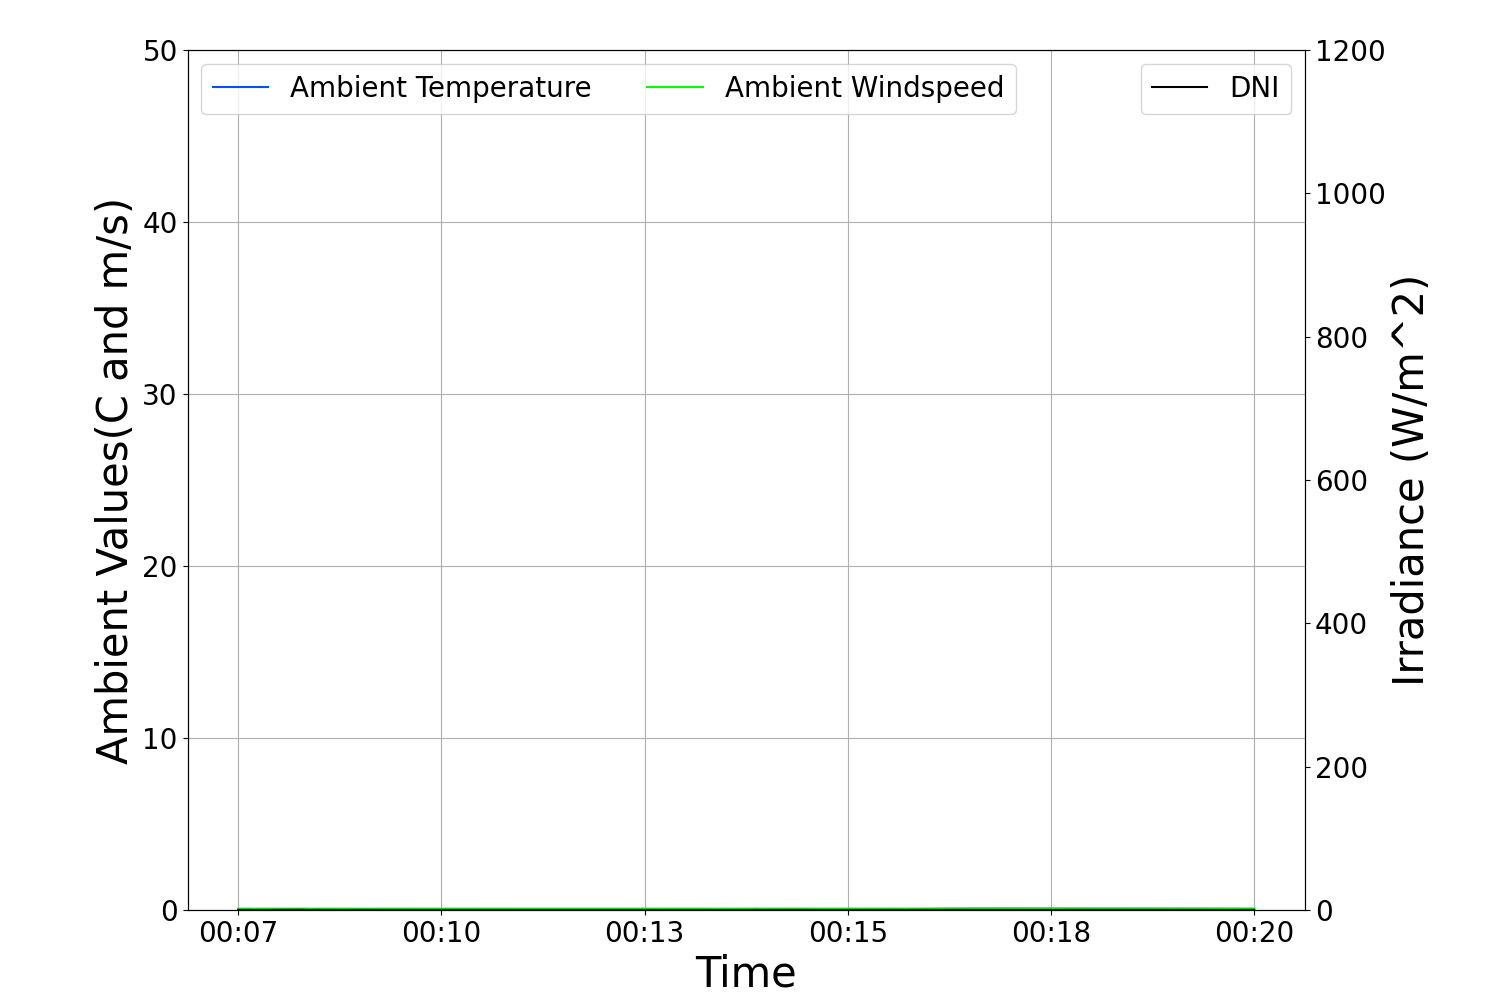 Ambient Temperature
Ambient Windspeed
DNI
50
40
30
20
10
0
Ambient Values(C and m/s)
1200
1000
800
600
400
200
0
Irradiance (W/m^2)
00:07 00:10 00:13 00:15 00:18 00:20
Time